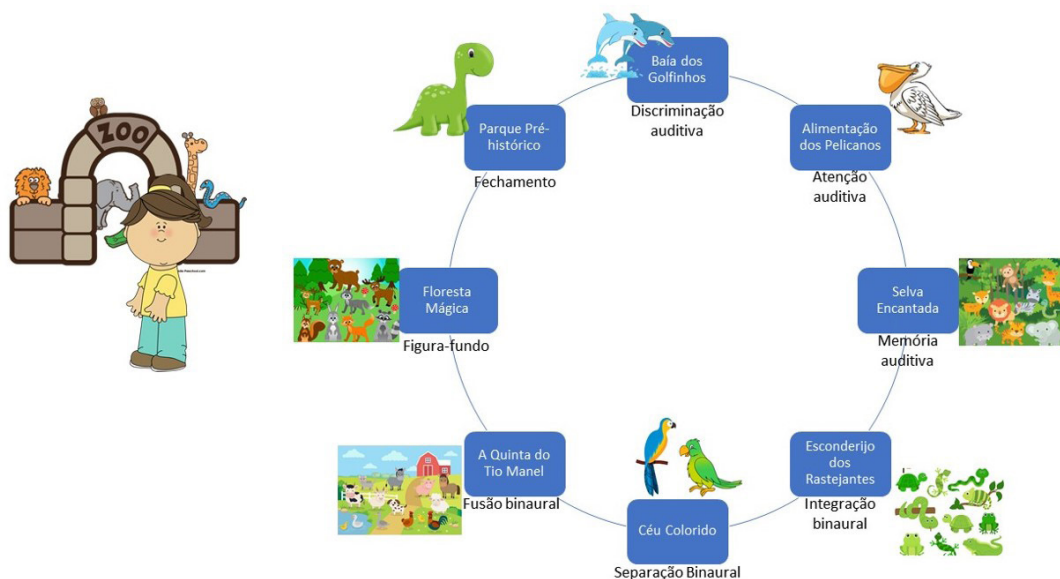 ZOO
Baía dos
Golfinhos
Discriminação
auditiva
Alimentação
dos Pelicanos
Atenção
auditiva
Selva
Encantada
Memória
auditiva
Esconderijo
dos
Rastejantes
Integração
binaural
Céu Colorido
Separação Binaural
A Quinta do
Tio Manel
Fusão binaural
Floresta
Mágica
Figura-fundo
Parque Pré-
histórico
Fechamento